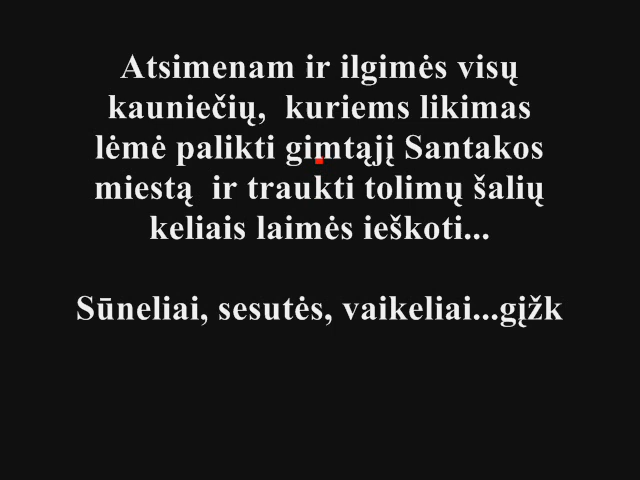 Atsimenam ir ilgimės visų
kauniečių,  kuriems likimas
lėmė palikti gimtąjį Santakos
miestą  ir traukti tolimų šalių
keliais laimės ieškoti...
Sūneliai, sesutės, vaikeliai...gįžk